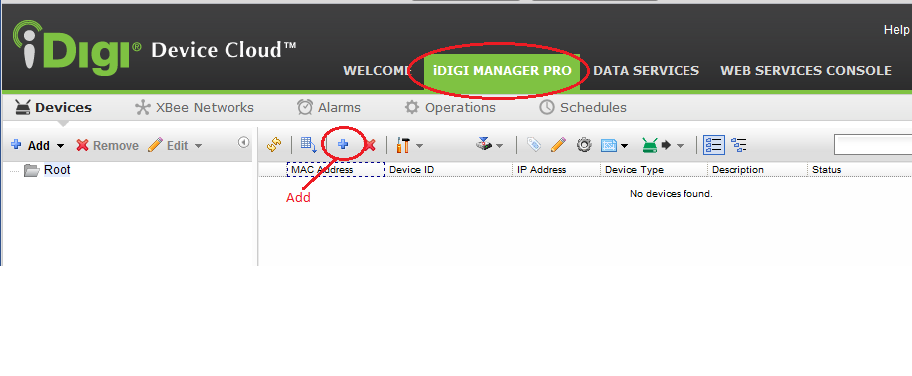 Help
iDigi® Device Cloud™
WELCOME iDIGI MANAGER PRO DATA SERVICES WEB SERVICES CONSOLE
Devices XBee Networks Alarms Operations Schedules
Add Remove Edit
Root
MAC Address Device ID IP Address Device Type Description Status
No devices found.
Add